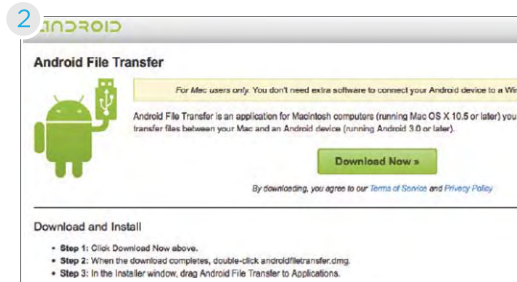 2
ANDROID
Android File Transfer
For Mac users only. You don't need extra software to connect your Android device to a
Android File Transfer is an application for Macintosh computers (running Mac OS X 10.5 or later) you
transfer files between your Mac and an Android device (running Android 3.0 or later).
Download Now »
By downloading, you agree to our Terms of Service and Privacy Policy
Download and Install
• Step 1: Click Download Now above.
• Step 2: When the download completes, double-click androidfiletransfer.dmg.
• Step 3: In the Installer window, drag Android File Transfer to Applications.